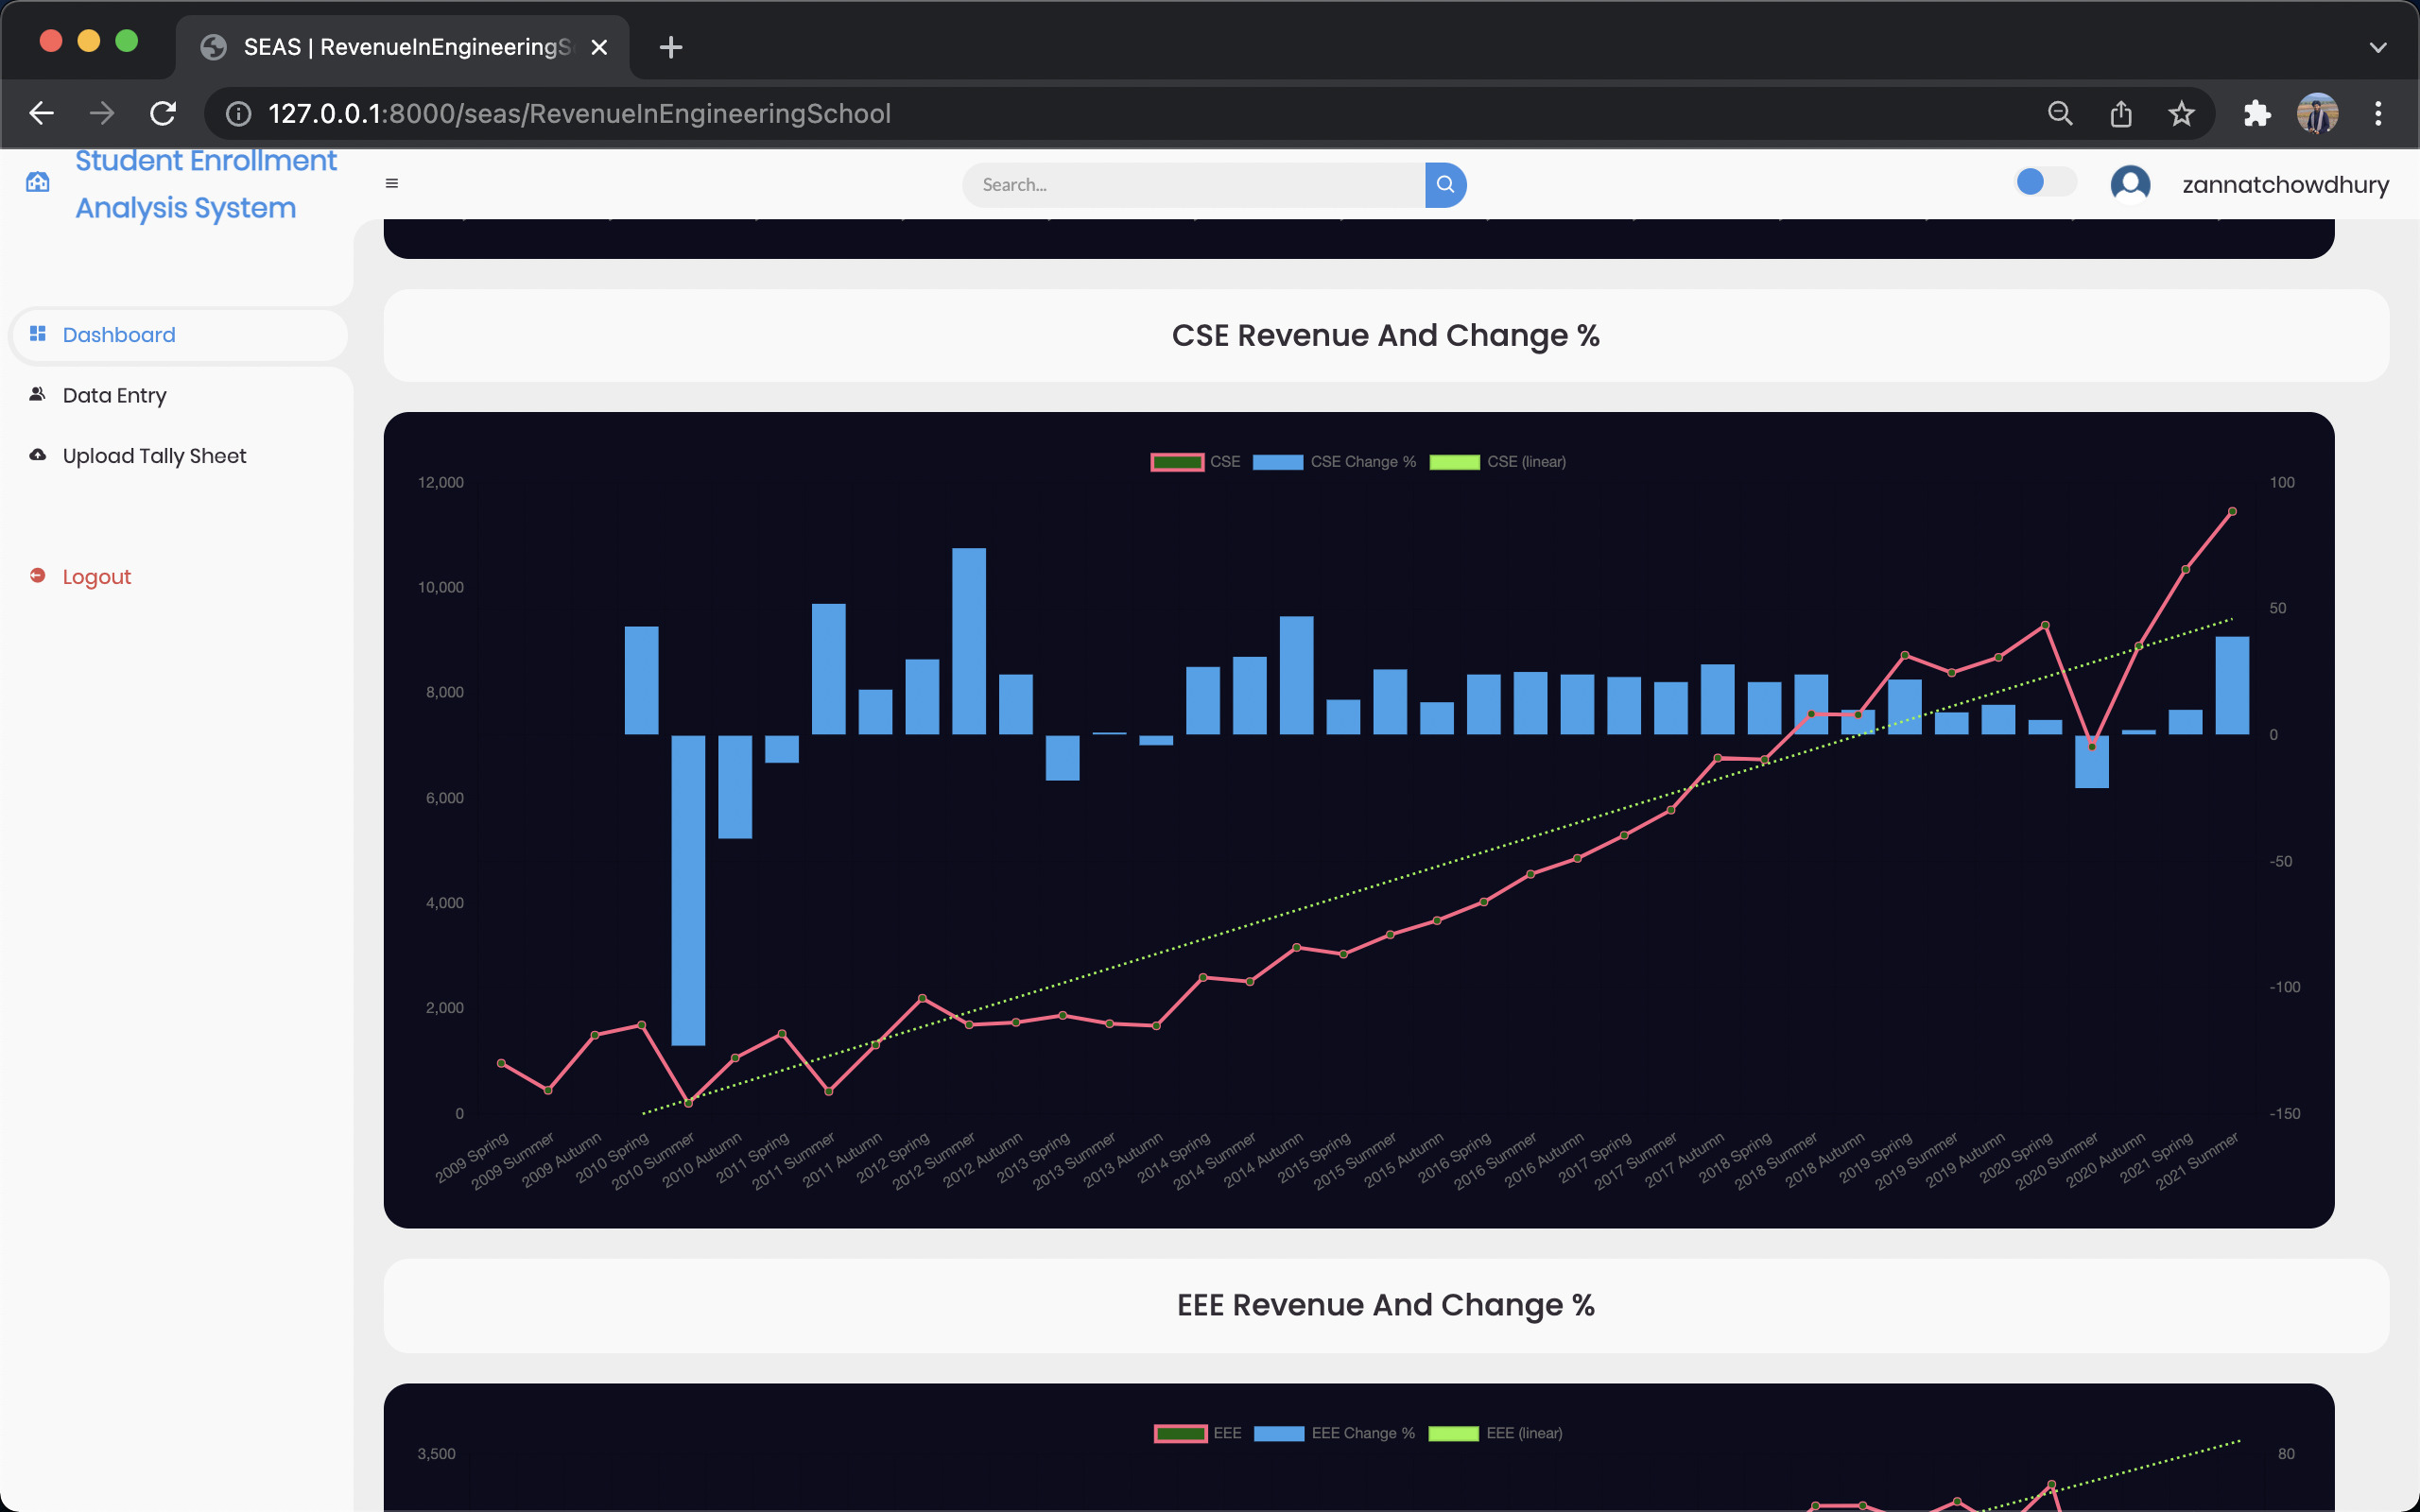 SEAS | RevenueInEngineeringS
127.0.0.1:8000/seas/RevenueInEngineeringSchool
Student Enrollment
Analysis System
Search...
zannatchowdhury
Dashboard
Data Entry
Upload Tally Sheet
Logout
CSE Revenue And Change %
CSE CSE Change % CSE (linear)
12,000
10,000
8,000
6,000
4,000
2,000
0
100
50
0
-50
-100
-150
2009 Spring
2009 Summer
2009 Autumn
2010 Spring
2010 Summer
2010 Autumn
2011 Spring
2011 Summer
2011 Autumn
2012 Spring
2012 Summer
2012 Autumn
2013 Spring
2013 Summer
2013 Autumn
2014 Spring
2014 Summer
2014 Autumn
2015 Spring
2015 Summer
2015 Autumn
2016 Spring
2016 Summer
2016 Autumn
2017 Spring
2017 Summer
2017 Autumn
2018 Spring
2018 Summer
2018 Autumn
2019 Spring
2019 Summer
2019 Autumn
2020 Spring
2020 Summer
2020 Autumn
2021 Spring
2021 Summer
EEE Revenue And Change %
EEE EEE Change % EEE (linear)
3,500
80